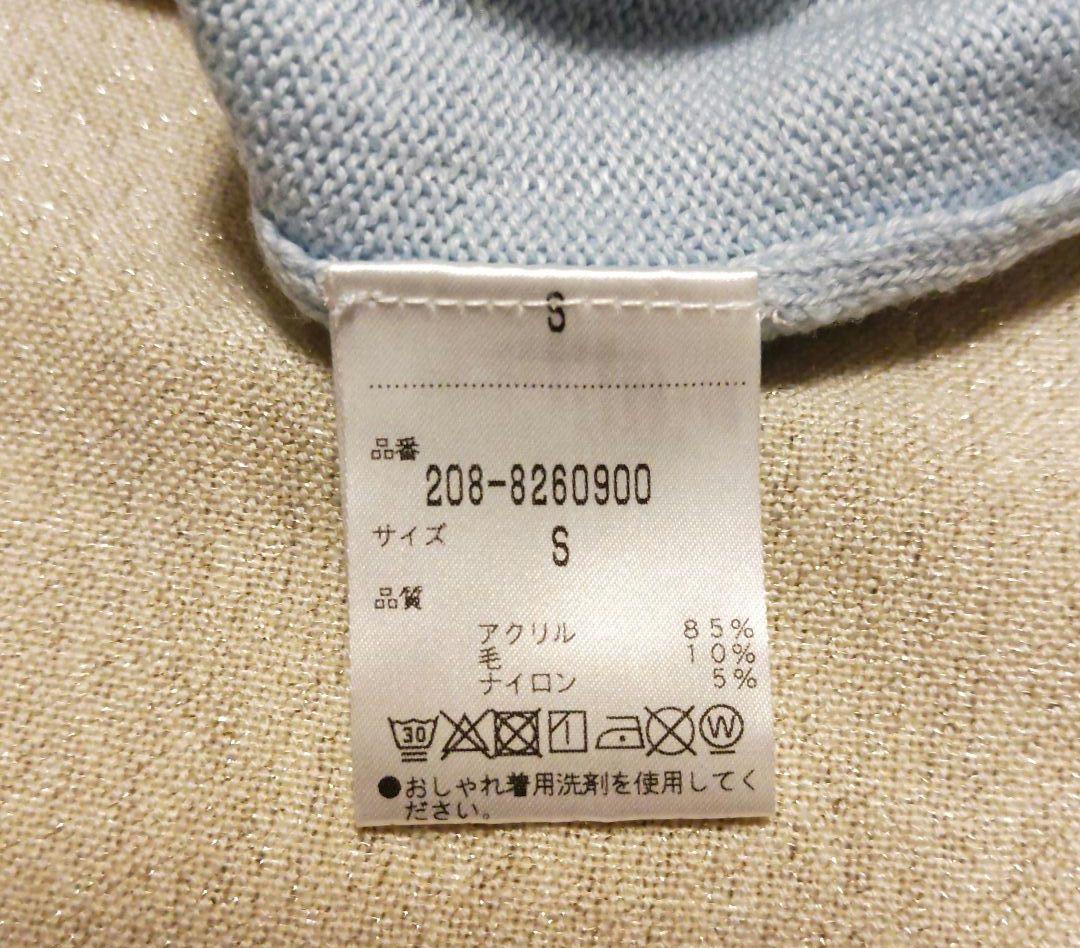 S
品番
208-8260900
サイズ
S
品質
アクリル 85%
毛 10%
ナイロン 5%
30 1 W
●おしゃれ着用洗剤を使用してく
ださい。